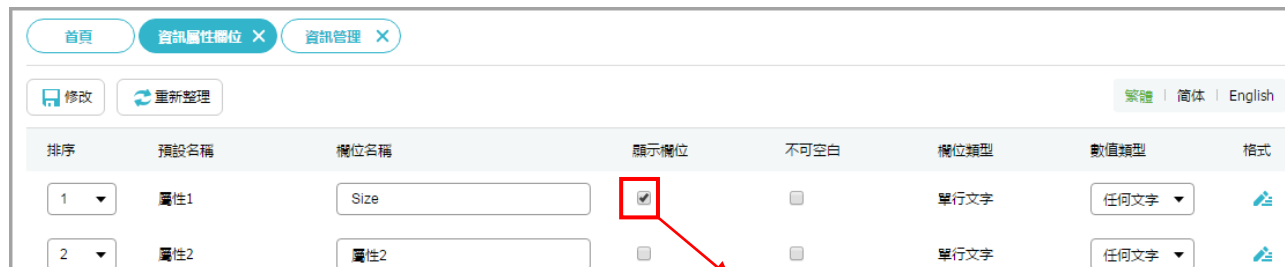 首頁 資訊屬性欄位 資訊管理
修改 重新整理 繁體 简体 English
排序 預設名稱 欄位名稱 顯示欄位 不可空白 欄位類型 數值類型 格式
1 屬性1 Size 單行文字 任何文字
2 屬性2 屬性2 單行文字 任何文字